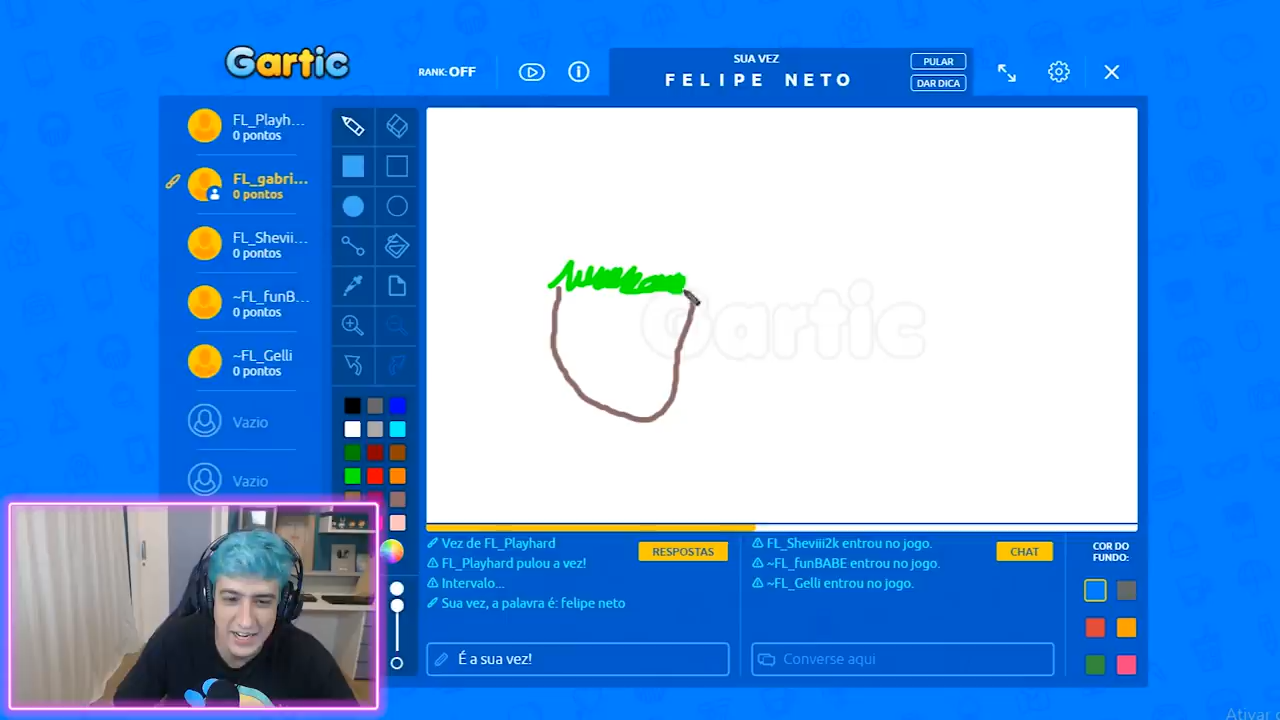 Gartic
RANK: OFF
SUA VEZ
FELIPE NETO
PULAR
DAR DICA
FL_Playh...
0 pontos
FL_gabri...
0 pontos
FL_Sheviii...
0 pontos
~FL_funB...
0 pontos
~FL_Gelli
0 pontos
Vazio
Vazio
Gartic
Vez de FL_Playhard
FL_Playhard pulou a vez!
Intervalo...
Sua vez, a palavra é: felipe neto
RESPOSTAS
É a sua vez!
FL_Sheviii2k entrou no jogo.
~FL_funBABE entrou no jogo.
~FL_Gelli entrou no jogo.
CHAT
Converse aqui
COR DO
FUNDO:
Ativar